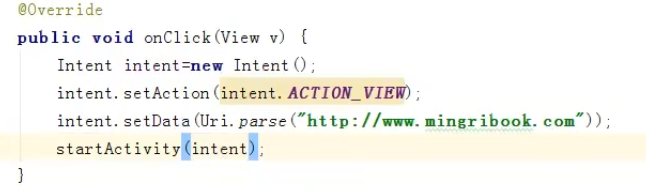 @Override
public void onClick(View v) {
Intent intent=new Intent();
intent.setAction(intent.ACTION_VIEW);
intent.setData(Uri.parse("http://www.mingribook.com"));
startActivity(intent);
}